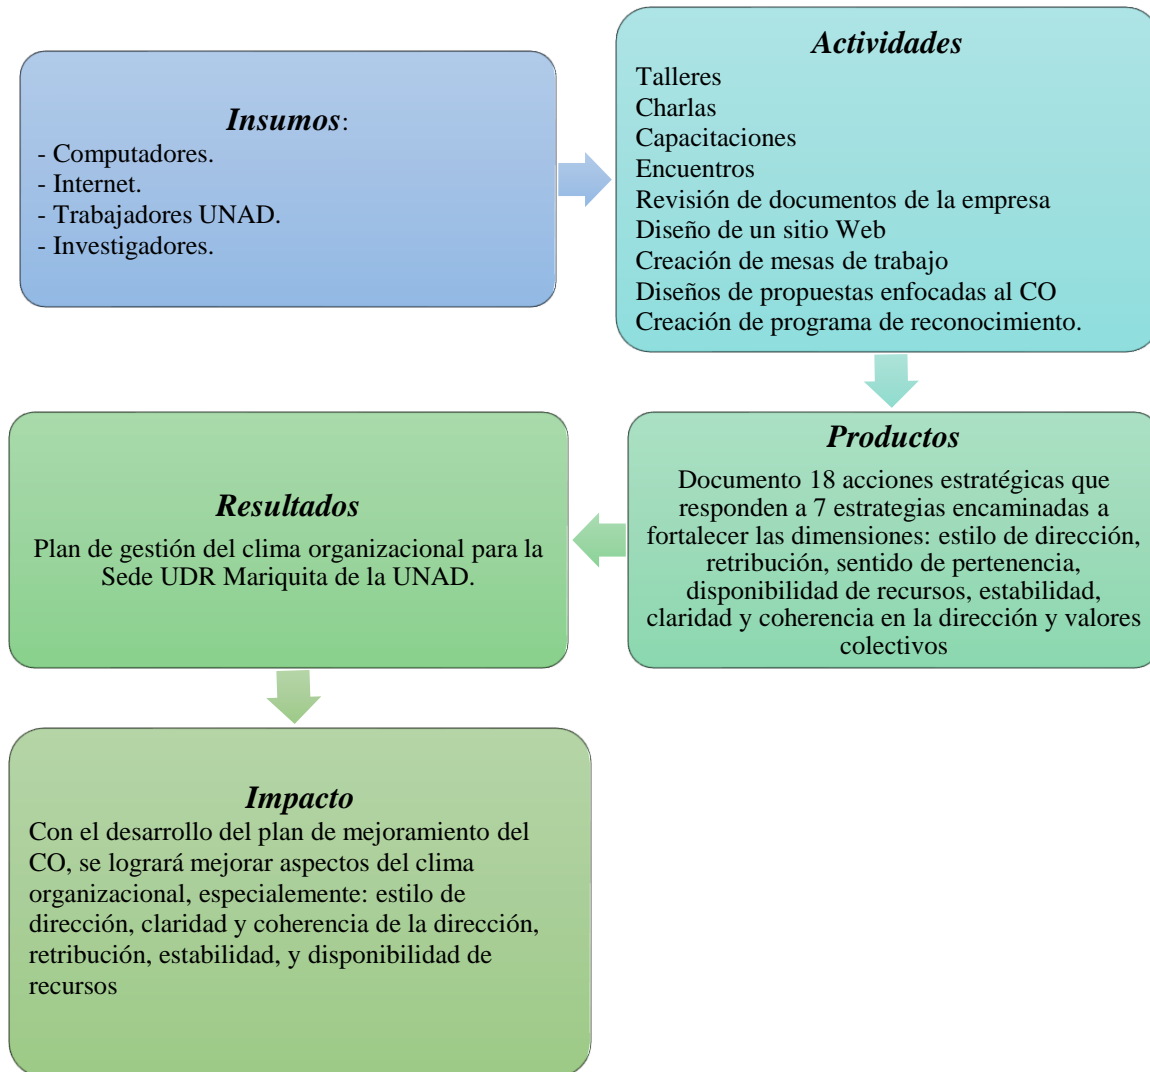 Insumos:
- Computadores.
- Internet.
- Trabajadores UNAD.
- Investigadores.
Actividades
Talleres
Charlas
Capacitaciones
Encuentros
Revisión de documentos de la empresa
Diseño de un sitio Web
Creación de mesas de trabajo
Diseños de propuestas enfocadas al CO
Creación de programa de reconocimiento.
Productos
Documento 18 acciones estratégicas que
responden a 7 estrategias encaminadas a
fortalecer las dimensiones: estilo de dirección,
retribución, sentido de pertenencia,
disponibilidad de recursos, estabilidad,
claridad y coherencia en la dirección y valores
colectivos
Resultados
Plan de gestión del clima organizacional para la
Sede UDR Mariquita de la UNAD.
Impacto
Con el desarrollo del plan de mejoramiento del
CO, se logrará mejorar aspectos del clima
organizacional, especialemente: estilo de
dirección, claridad y coherencia de la dirección,
retribución, estabilidad, y disponibilidad de
recursos